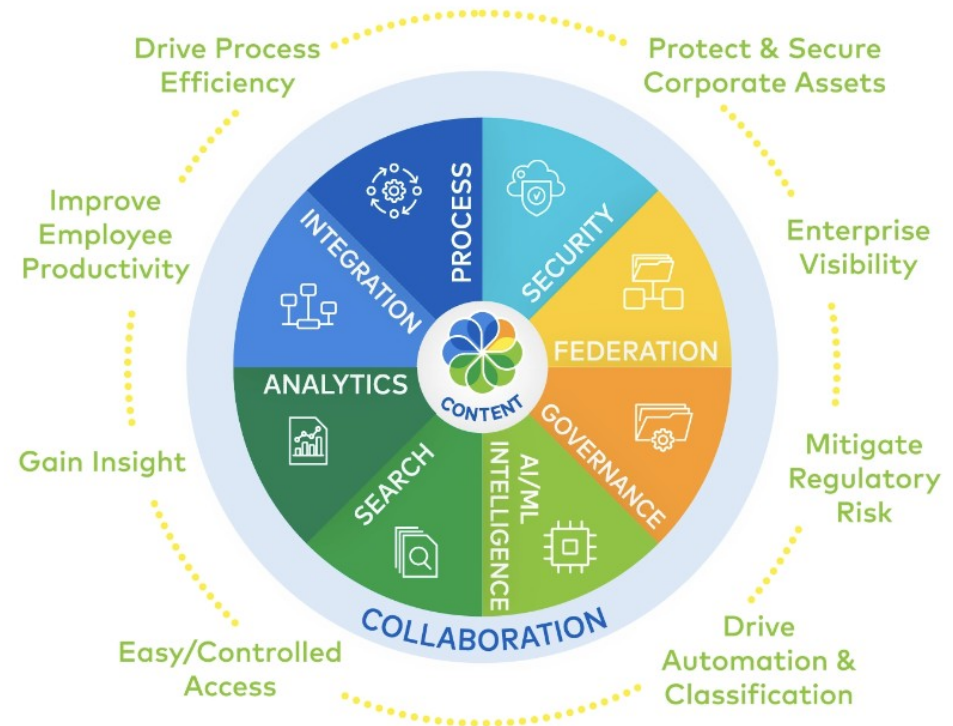 Drive Process
Efficiency
Protect & Secure
Corporate Assets
Improve
Employee
Productivity
Enterprise
Visibility
Gain Insight
Mitigate
Regulatory
Risk
Easy/Controlled
Access
Drive
Automation &
Classification
PROCESS
SECURITY
INTEGRATION
FEDERATION
ANALYTICS
CONTENT
GOVERNANCE
SEARCH
AI/ML
INTELLIGENCE
COLLABORATION